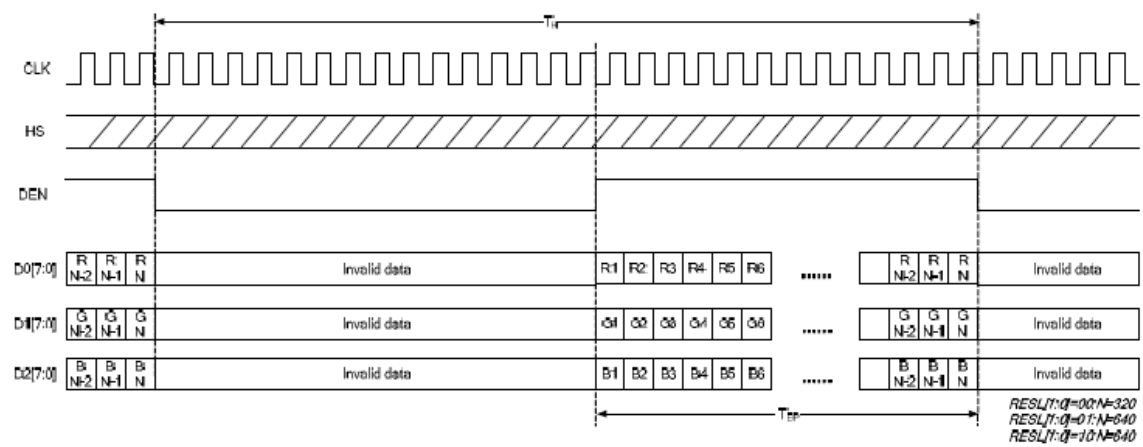 TH
CLK
HS
DEN
D0[7:0] R N-2 R N-1 R N Invalid data R1 R2 R3 R4 R5 R6 ...... R N-2 R N-1 R N Invalid data
D1[7:0] G N-2 G N-1 G N Invalid data G1 G2 G3 G4 G5 G6 ...... G N-2 G N-1 G N Invalid data
D2[7:0] B N-2 B N-1 B N Invalid data B1 B2 B3 B4 B5 B6 ...... B N-2 B N-1 B N Invalid data
TEP
RESL[1:0]=00:N=320
RESL[1:0]=01:N=640
RESL[1:0]=10:N=640